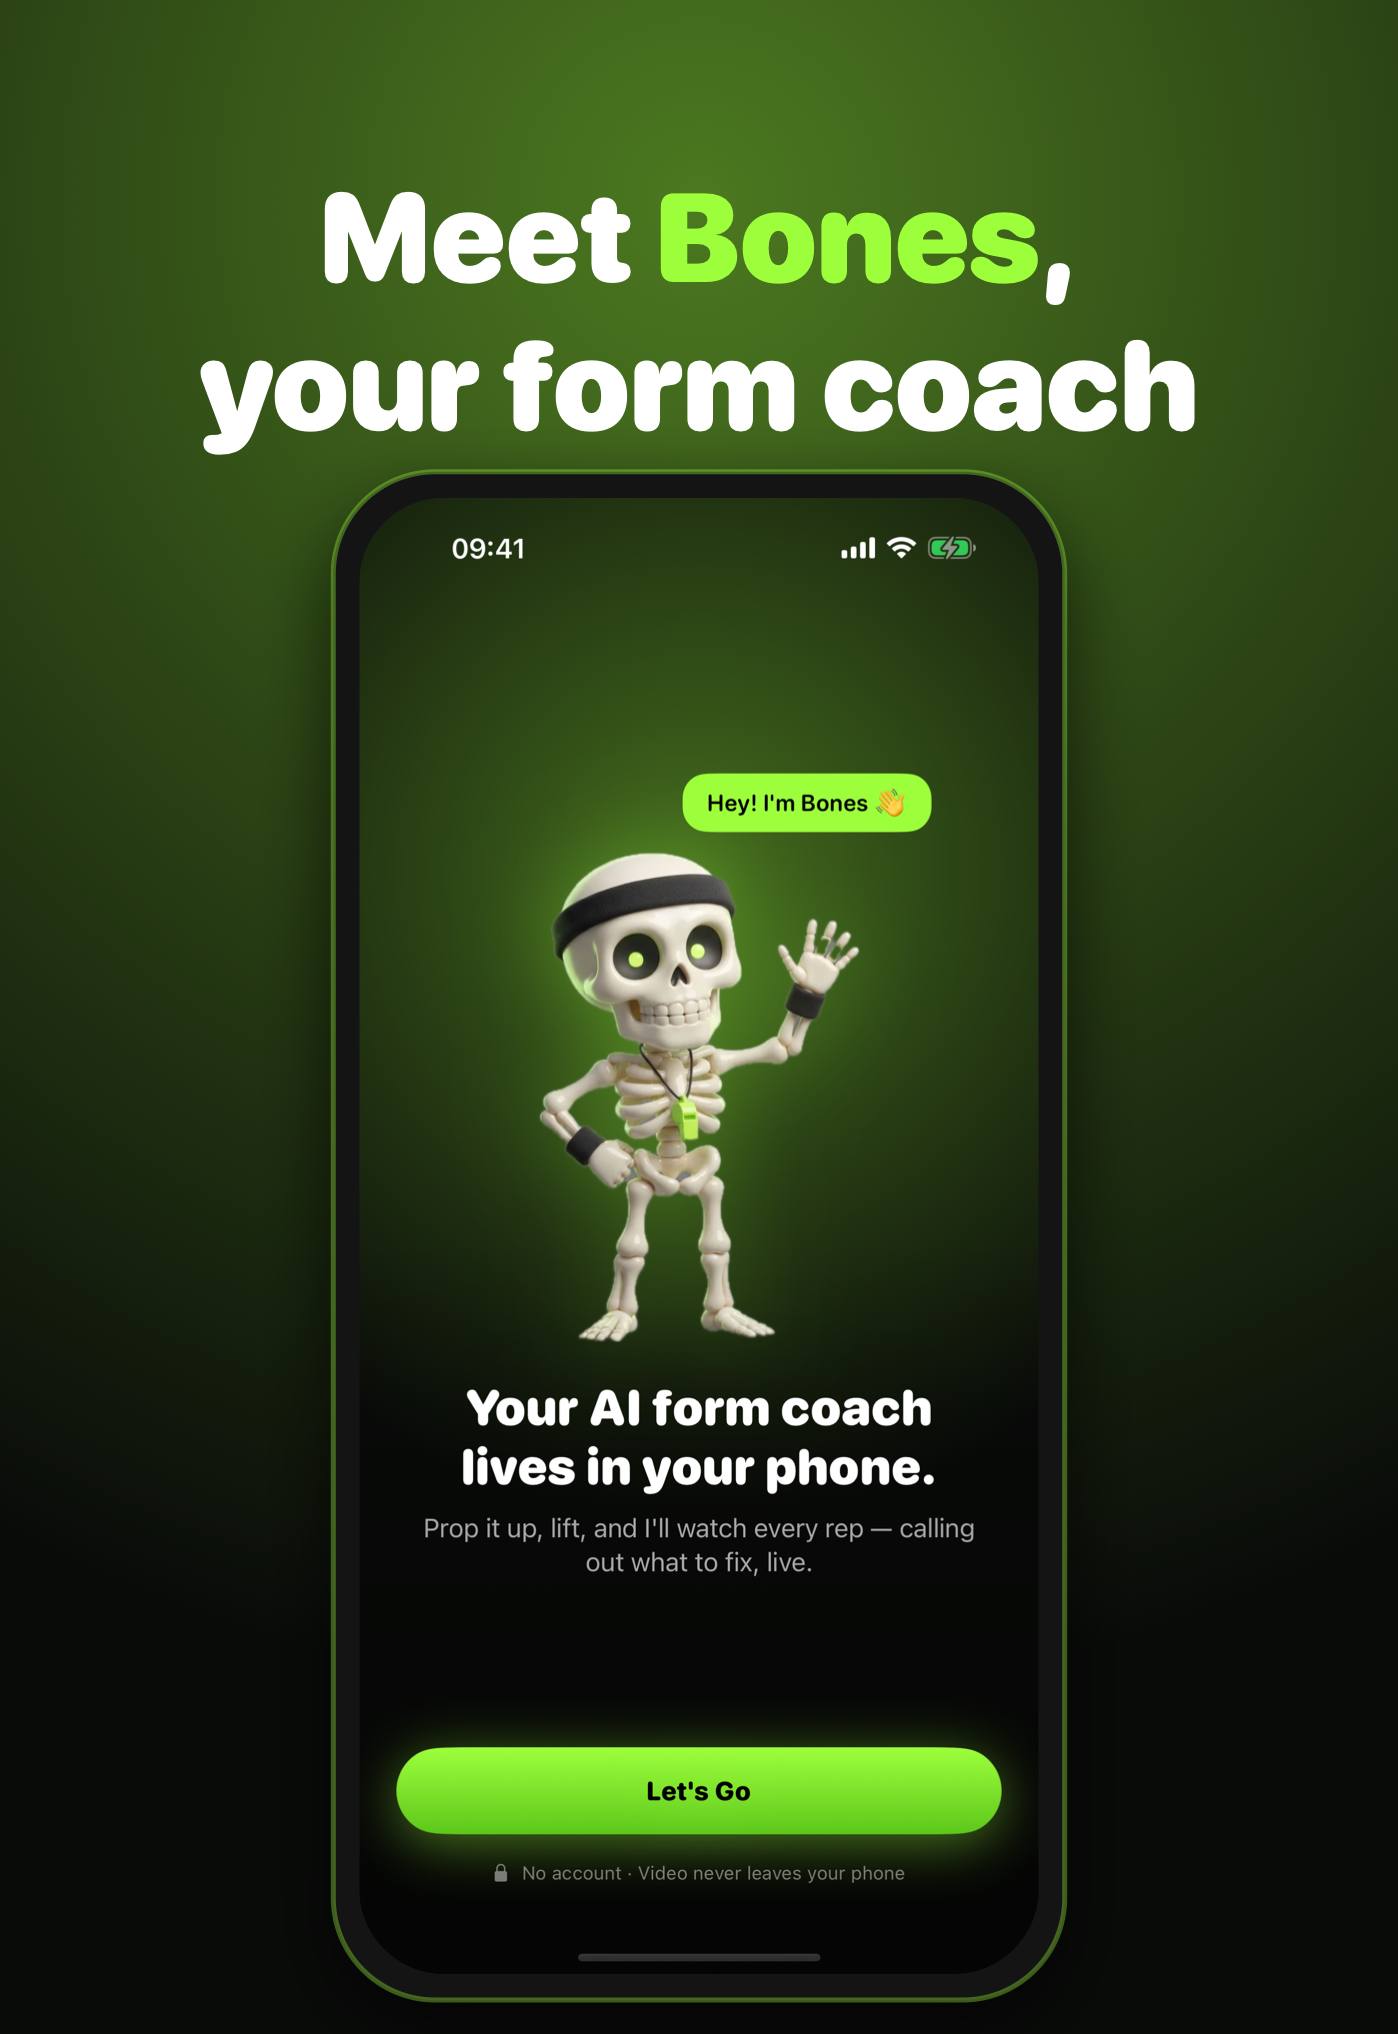 Meet Bones,
your form coach
09:41
Hey! I'm Bones 👋
Your AI form coach
lives in your phone.
Prop it up, lift, and I'll watch every rep — calling
out what to fix, live.
Let's Go
No account · Video never leaves your phone